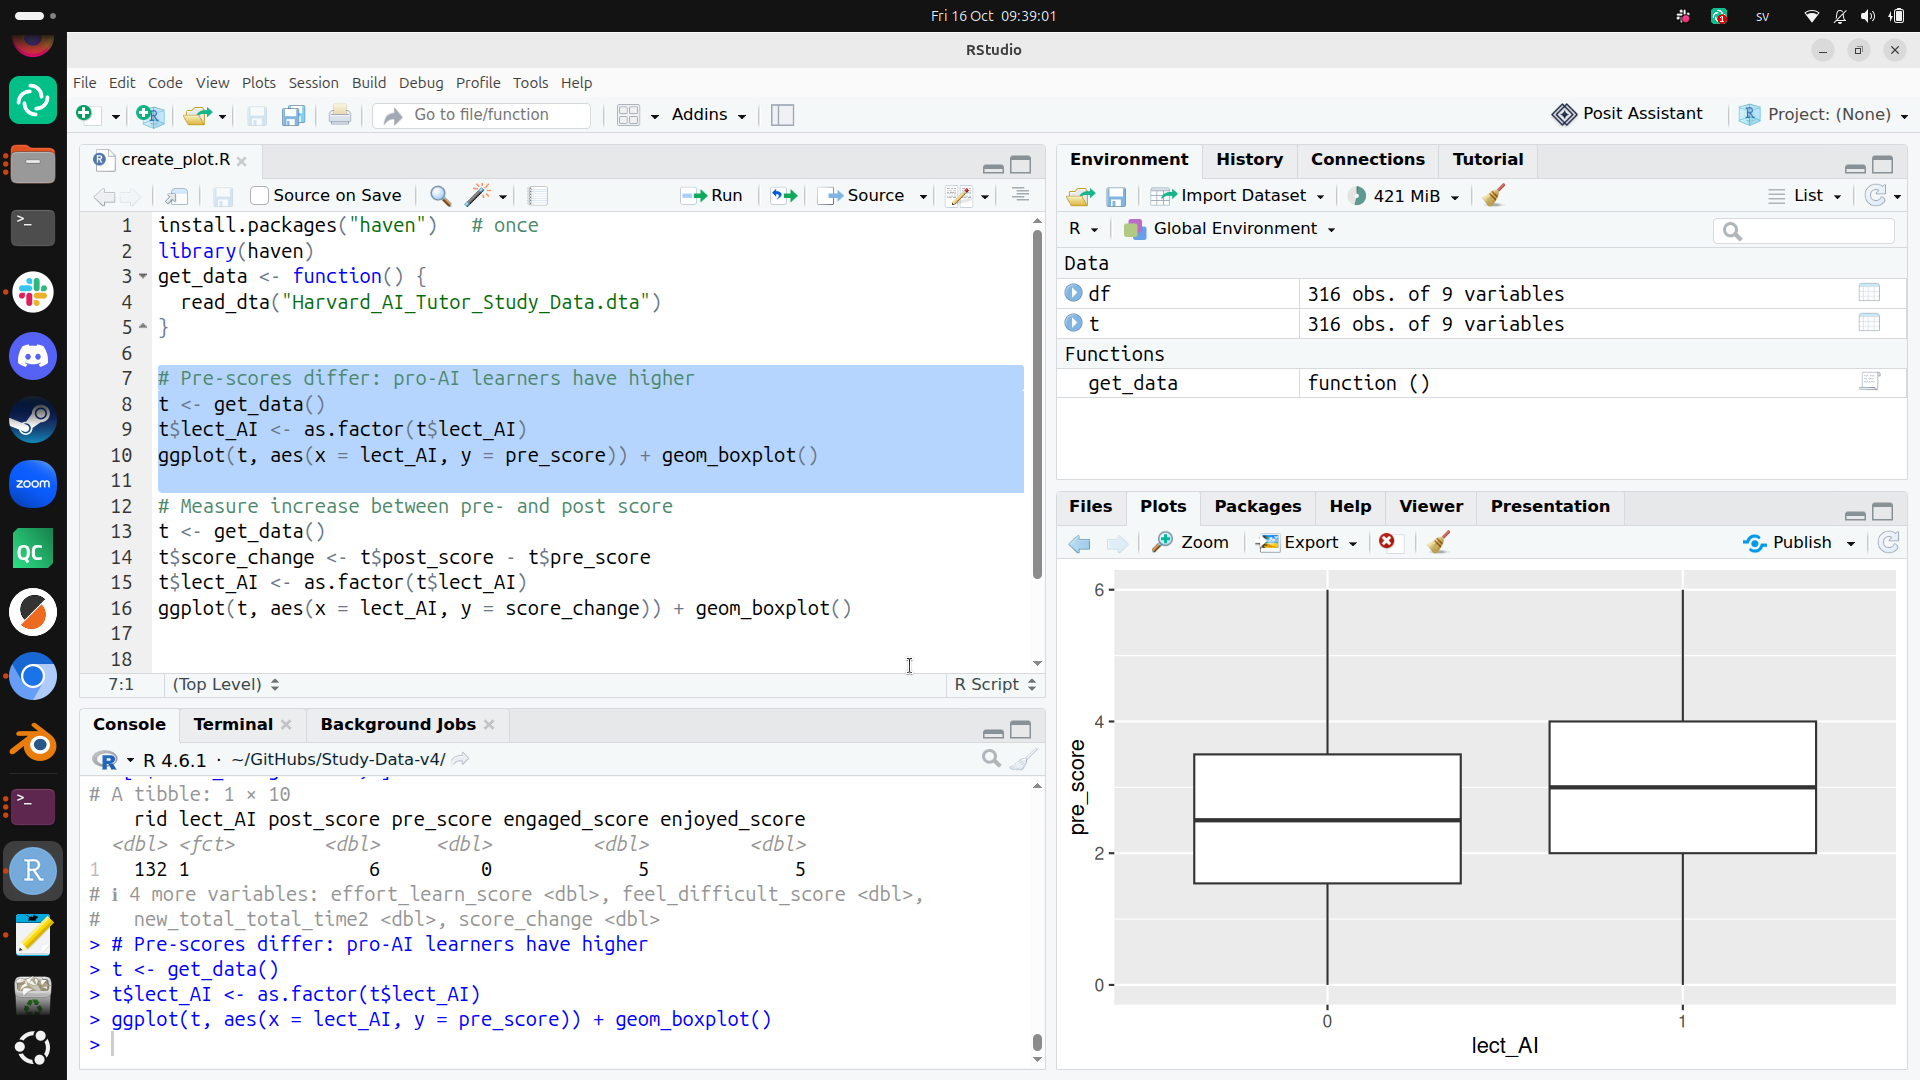 Fri 16 Oct 09:39:01
sv
RStudio
File Edit Code View Plots Session Build Debug Profile Tools Help
Go to file/function
Addins
Posit Assistant
Project: (None)
create_plot.R
Source on Save
Run
Source
1 install.packages("haven")   # once
2 library(haven)
3 get_data <- function() {
4   read_dta("Harvard_AI_Tutor_Study_Data.dta")
5 }
6
7 # Pre-scores differ: pro-AI learners have higher
8 t <- get_data()
9 t$lect_AI <- as.factor(t$lect_AI)
10 ggplot(t, aes(x = lect_AI, y = pre_score)) + geom_boxplot()
11
12 # Measure increase between pre- and post score
13 t <- get_data()
14 t$score_change <- t$post_score - t$pre_score
15 t$lect_AI <- as.factor(t$lect_AI)
16 ggplot(t, aes(x = lect_AI, y = score_change)) + geom_boxplot()
17
18
7:1 (Top Level) R Script
Console Terminal Background Jobs
R 4.6.1 · ~/GitHubs/Study-Data-v4/
# A tibble: 1 × 10
rid lect_AI post_score pre_score engaged_score enjoyed_score
<dbl> <fct> <dbl> <dbl> <dbl> <dbl>
1 132 1 6 0 5 5
# ℹ 4 more variables: effort_learn_score <dbl>, feel_difficult_score <dbl>,
#   new_total_total_time2 <dbl>, score_change <dbl>
> # Pre-scores differ: pro-AI learners have higher
> t <- get_data()
> t$lect_AI <- as.factor(t$lect_AI)
> ggplot(t, aes(x = lect_AI, y = pre_score)) + geom_boxplot()
>
Environment History Connections Tutorial
Import Dataset
421 MiB
List
R
Global Environment
Data
df 316 obs. of 9 variables
t 316 obs. of 9 variables
Functions
get_data function ()
Files Plots Packages Help Viewer Presentation
Zoom
Export
Publish
6
4
2
0
pre_score
0 1
lect_AI
zoom
QC
R